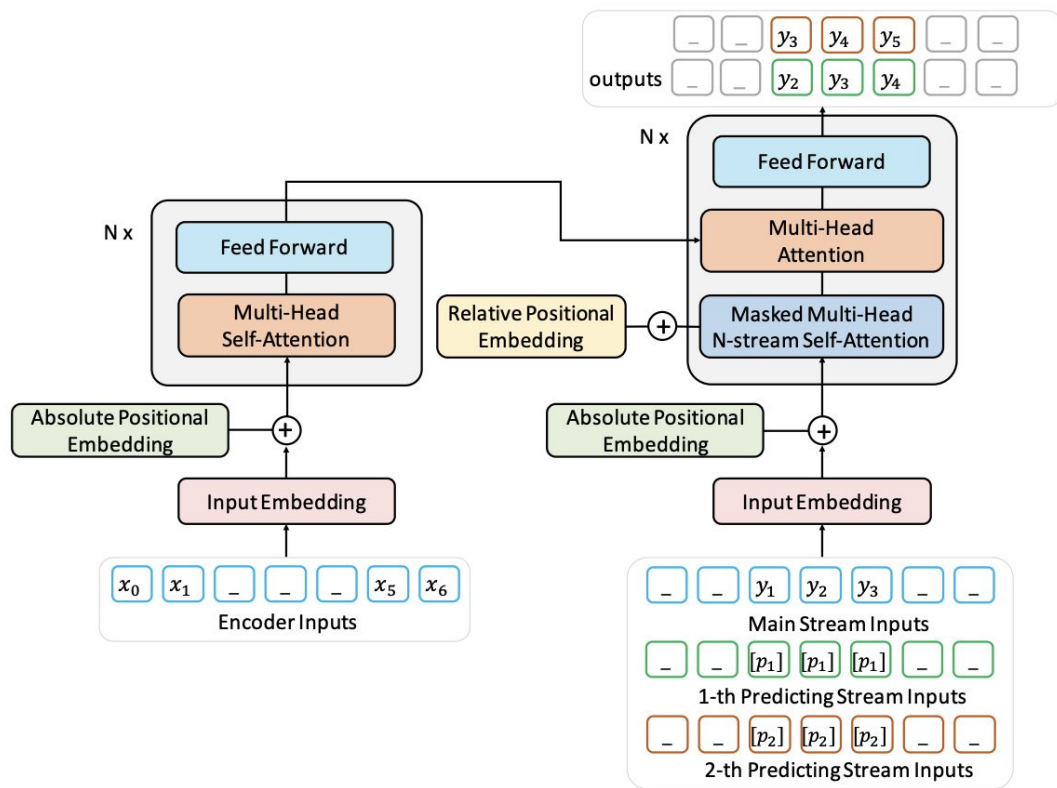 _ _ y₃ y₄ y₅ _ _
outputs _ _ y₂ y₃ y₄ _ _
N x
Feed Forward
Multi-Head
Attention
Relative Positional
Embedding
+
Masked Multi-Head
N-stream Self-Attention
N x
Feed Forward
Multi-Head
Self-Attention
Absolute Positional
Embedding
+
Absolute Positional
Embedding
+
Input Embedding
Input Embedding
x₀ x₁ _ _ _ x₅ x₆
Encoder Inputs
_ _ y₁ y₂ y₃ _ _
Main Stream Inputs
_ _ [p₁] [p₁] [p₁] _ _
1-th Predicting Stream Inputs
_ _ [p₂] [p₂] [p₂] _ _
2-th Predicting Stream Inputs